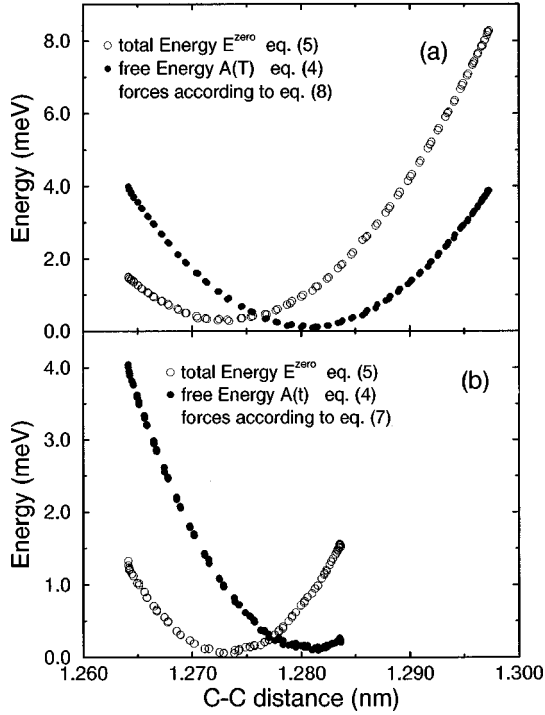 total Energy E^zero eq. (5)
free Energy A(T) eq. (4)
forces according to eq. (8)
(a)
8.0
6.0
4.0
2.0
0.0
Energy (meV)
total Energy E^zero eq. (5)
free Energy A(t) eq. (4)
forces according to eq. (7)
(b)
4.0
3.0
2.0
1.0
0.0
Energy (meV)
1.260 1.270 1.280 1.290 1.300
C-C distance (nm)